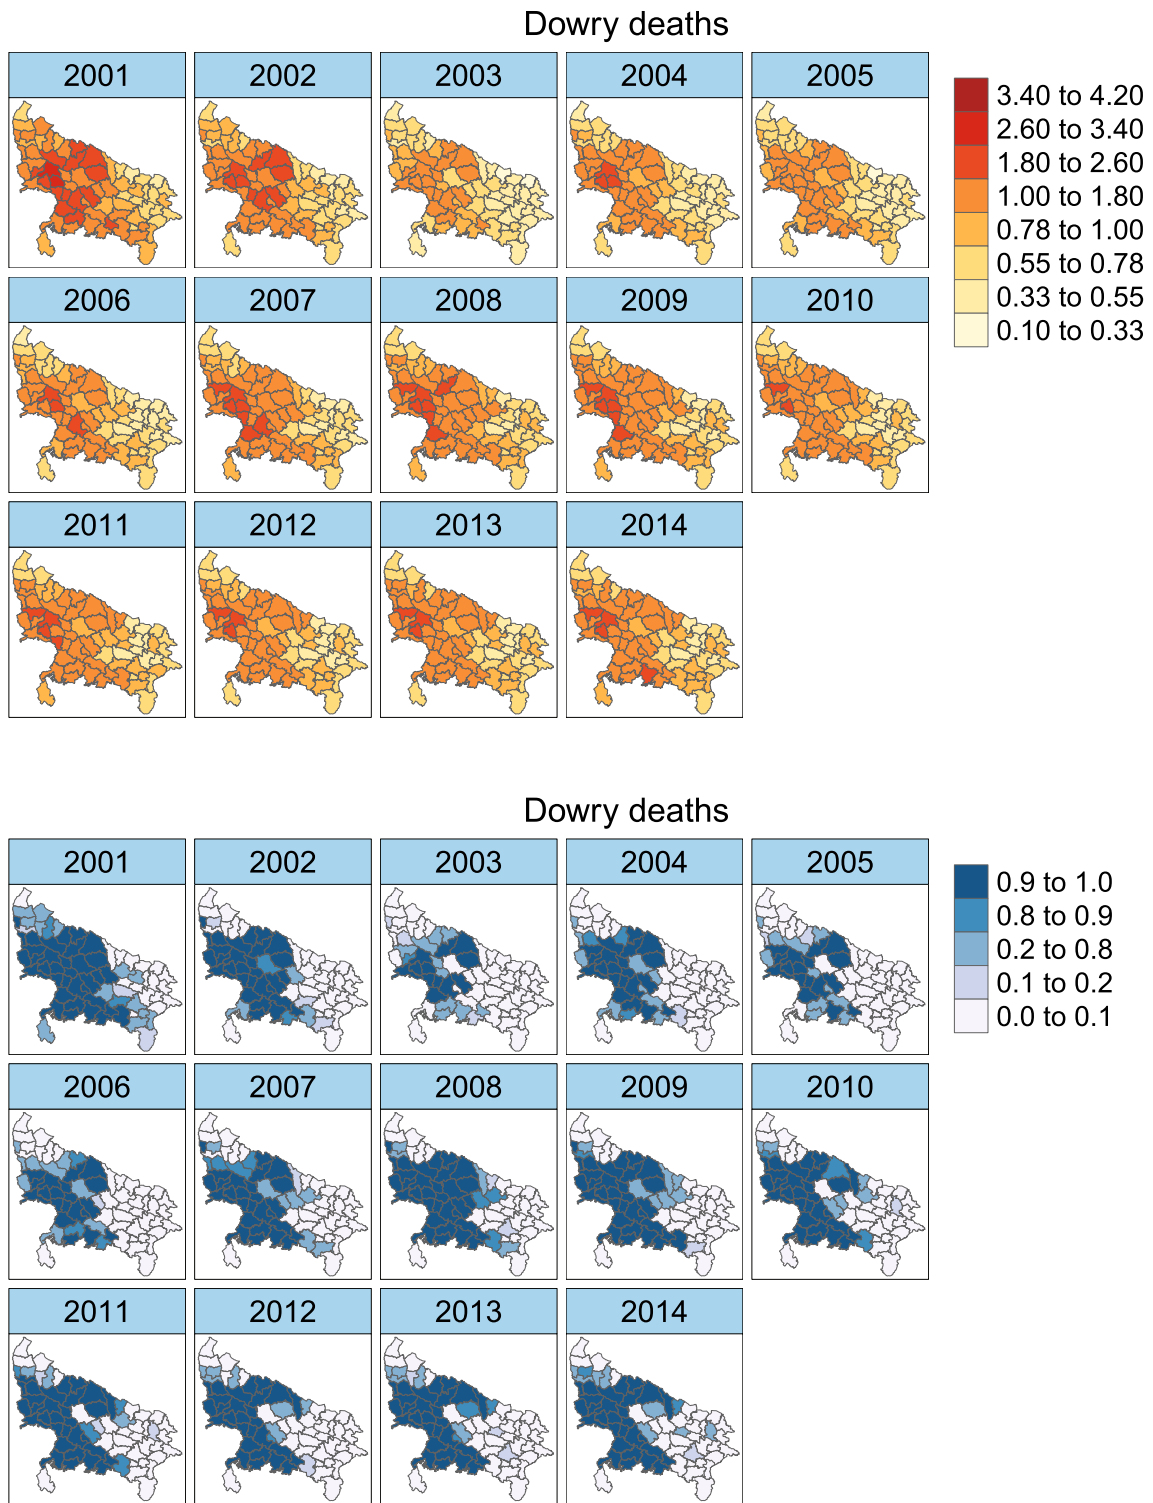 Dowry deaths
2001 2002 2003 2004 2005
3.40 to 4.20
2.60 to 3.40
1.80 to 2.60
1.00 to 1.80
0.78 to 1.00
0.55 to 0.78
0.33 to 0.55
0.10 to 0.33
2006 2007 2008 2009 2010
2011 2012 2013 2014
Dowry deaths
2001 2002 2003 2004 2005
0.9 to 1.0
0.8 to 0.9
0.2 to 0.8
0.1 to 0.2
0.0 to 0.1
2006 2007 2008 2009 2010
2011 2012 2013 2014